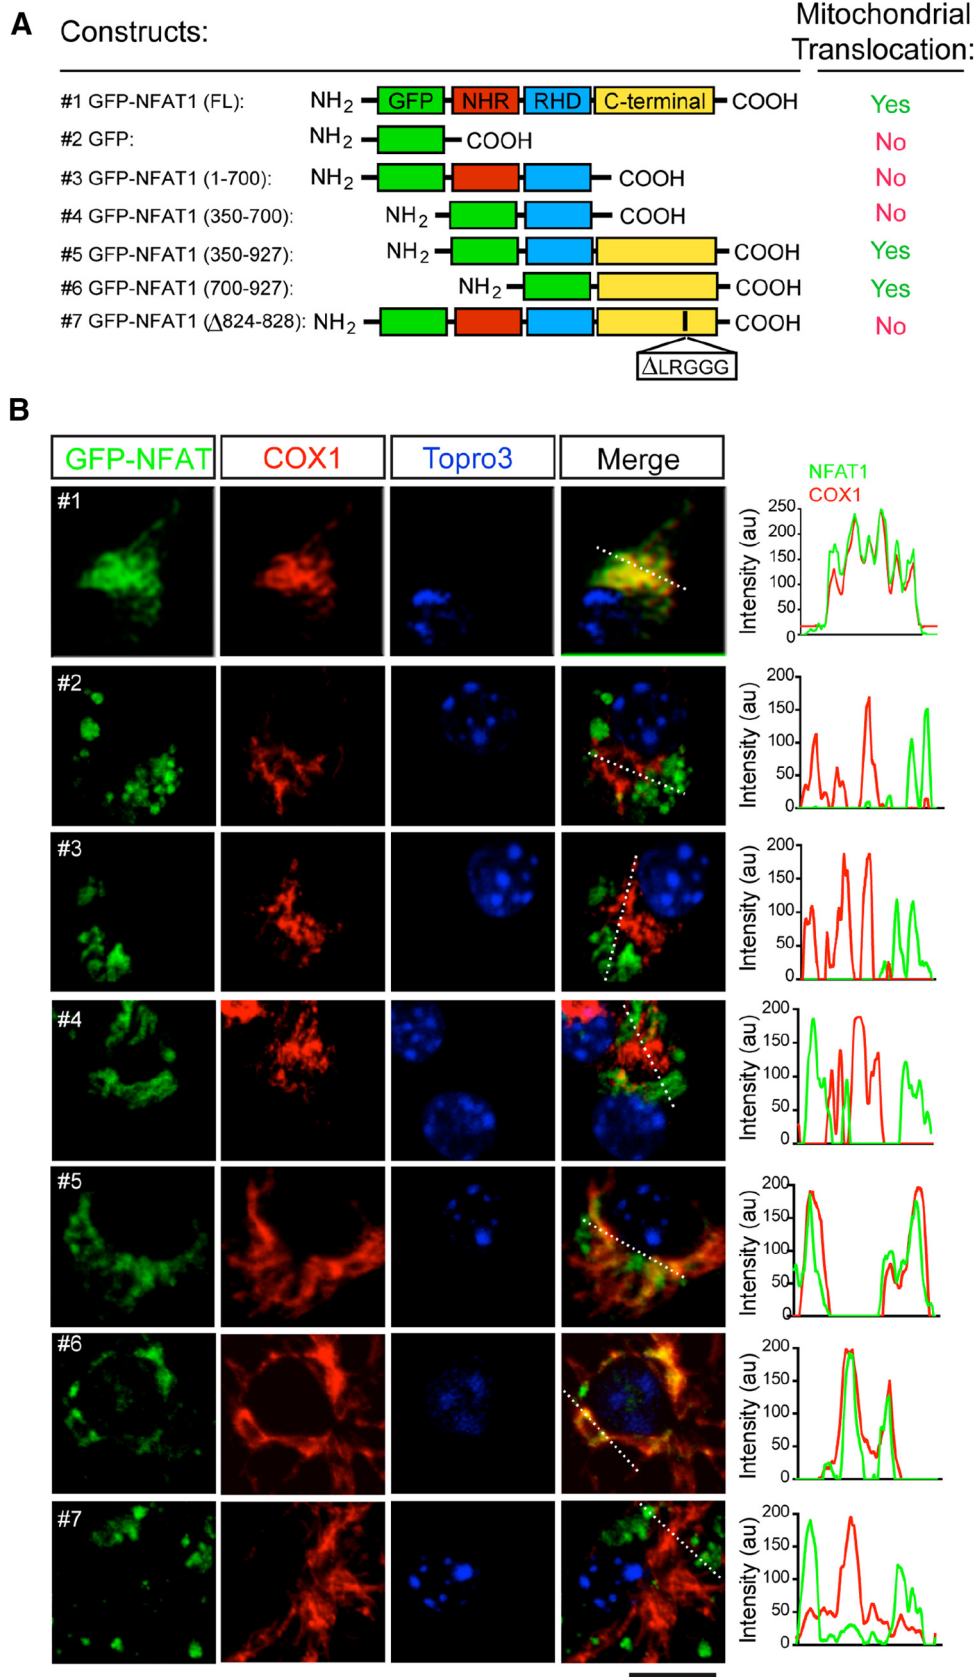 A
Constructs:
Mitochondrial
Translocation:
#1 GFP-NFAT1 (FL): NH2 GFP NHR RHD C-terminal COOH Yes
#2 GFP: NH2 COOH No
#3 GFP-NFAT1 (1-700): NH2 COOH No
#4 GFP-NFAT1 (350-700): NH2 COOH No
#5 GFP-NFAT1 (350-927): NH2 COOH Yes
#6 GFP-NFAT1 (700-927): NH2 COOH Yes
#7 GFP-NFAT1 (Δ824-828): NH2 COOH No
ΔLRGGG
B
GFP-NFAT COX1 Topro3 Merge
NFAT1
COX1
#1
Intensity (au)
250
200
150
100
50
0
#2
Intensity (au)
200
150
100
50
0
#3
Intensity (au)
200
150
100
50
0
#4
Intensity (au)
200
150
100
50
0
#5
Intensity (au)
200
150
100
50
0
#6
Intensity (au)
200
150
100
50
0
#7
Intensity (au)
200
150
100
50
0